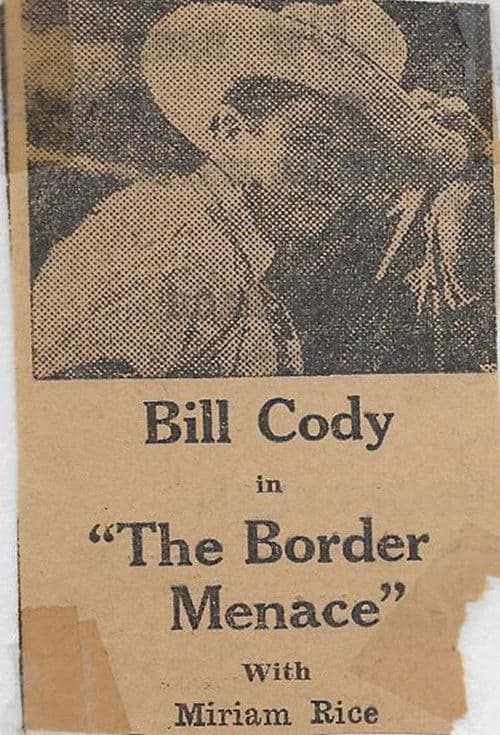 Bill Cody
in
“The Border
Menace”
With
Miriam Rice